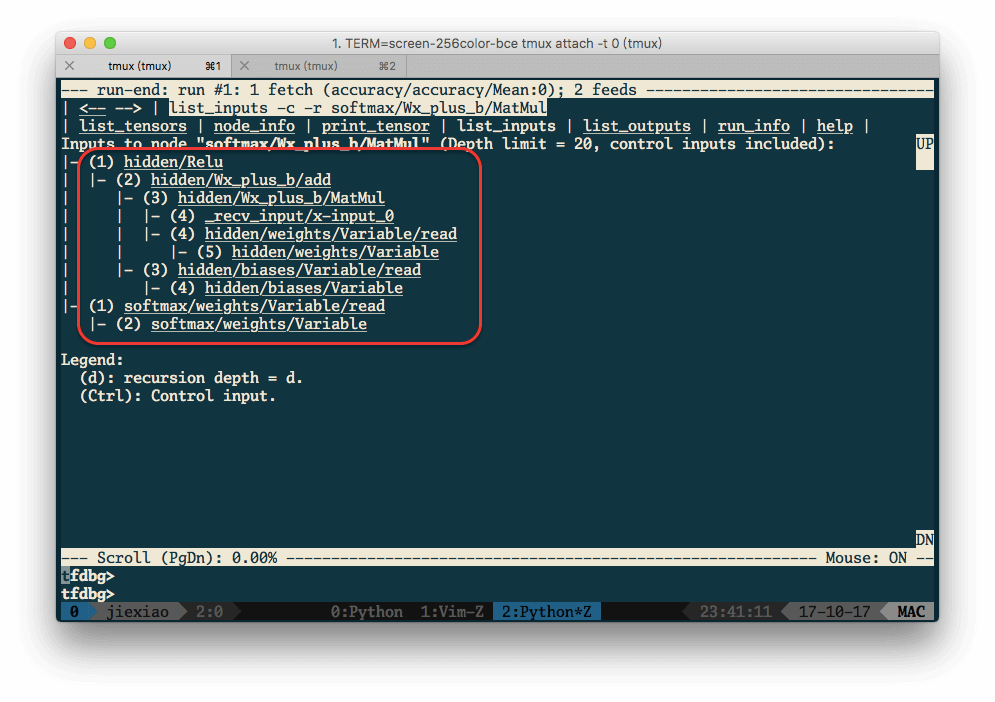 1. TERM=screen-256color-bce tmux attach -t 0 (tmux)
tmux (tmux) ⌘1 tmux (tmux) ⌘2
--- run-end: run #1: 1 fetch (accuracy/accuracy/Mean:0); 2 feeds --------------------------------
| <-- --> | list_inputs -c -r softmax/Wx_plus_b/MatMul
| list_tensors | node_info | print_tensor | list_inputs | list_outputs | run_info | help |
Inputs to node "softmax/Wx_plus_b/MatMul" (Depth limit = 20, control inputs included): UP
|- (1) hidden/Relu
|  |- (2) hidden/Wx_plus_b/add
|     |- (3) hidden/Wx_plus_b/MatMul
|     |  |- (4) _recv_input/x-input_0
|     |  |- (4) hidden/weights/Variable/read
|     |     |- (5) hidden/weights/Variable
|     |- (3) hidden/biases/Variable/read
|        |- (4) hidden/biases/Variable
|- (1) softmax/weights/Variable/read
   |- (2) softmax/weights/Variable
Legend:
  (d): recursion depth = d.
  (Ctrl): Control input.
DN
--- Scroll (PgDn): 0.00% ----------------------------------------------------------- Mouse: ON --
tfdbg>
tfdbg>
0 jiexiao 2:0 0:Python 1:Vim-Z 2:Python*Z 23:41:11 17-10-17 MAC